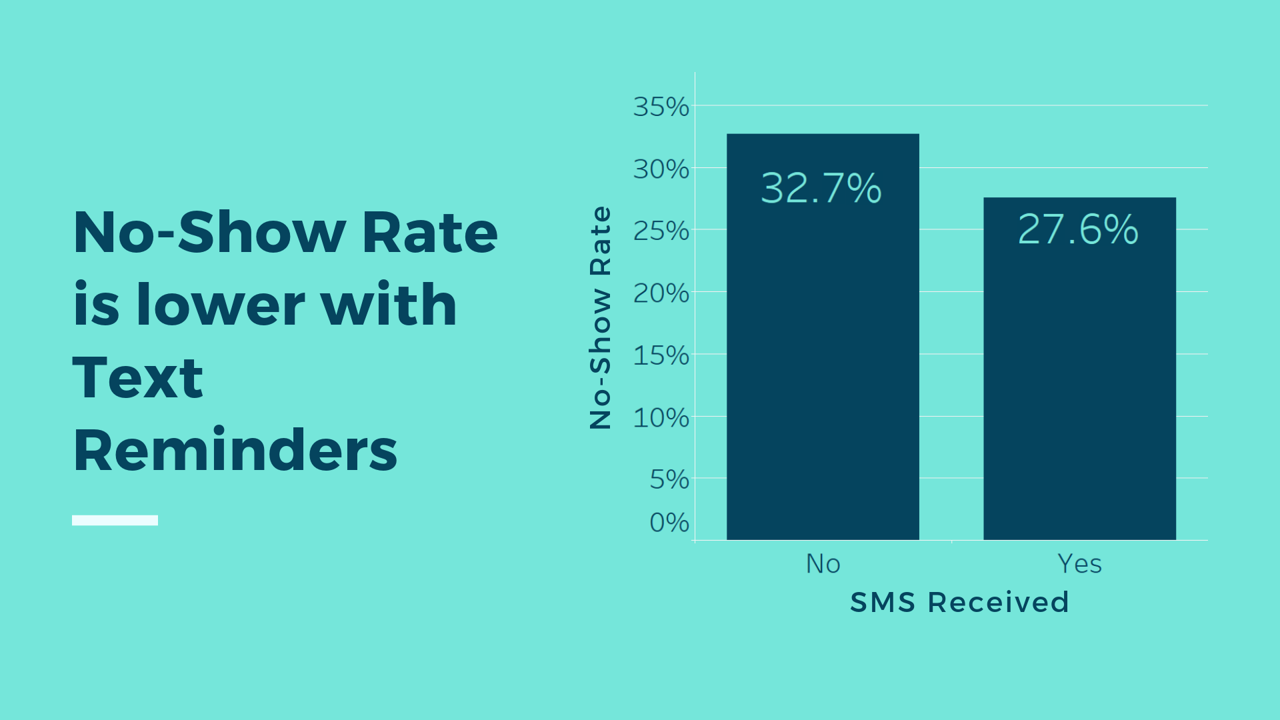 No-Show Rate
is lower with
Text
Reminders
No-Show Rate
35%
30%
25%
20%
15%
10%
5%
0%
32.7%
27.6%
No
Yes
SMS Received